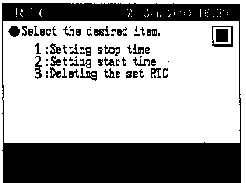 RTC
●Select the desired item.
1:Setting stop time
2:Setting start time
3:Deleting the set RTC